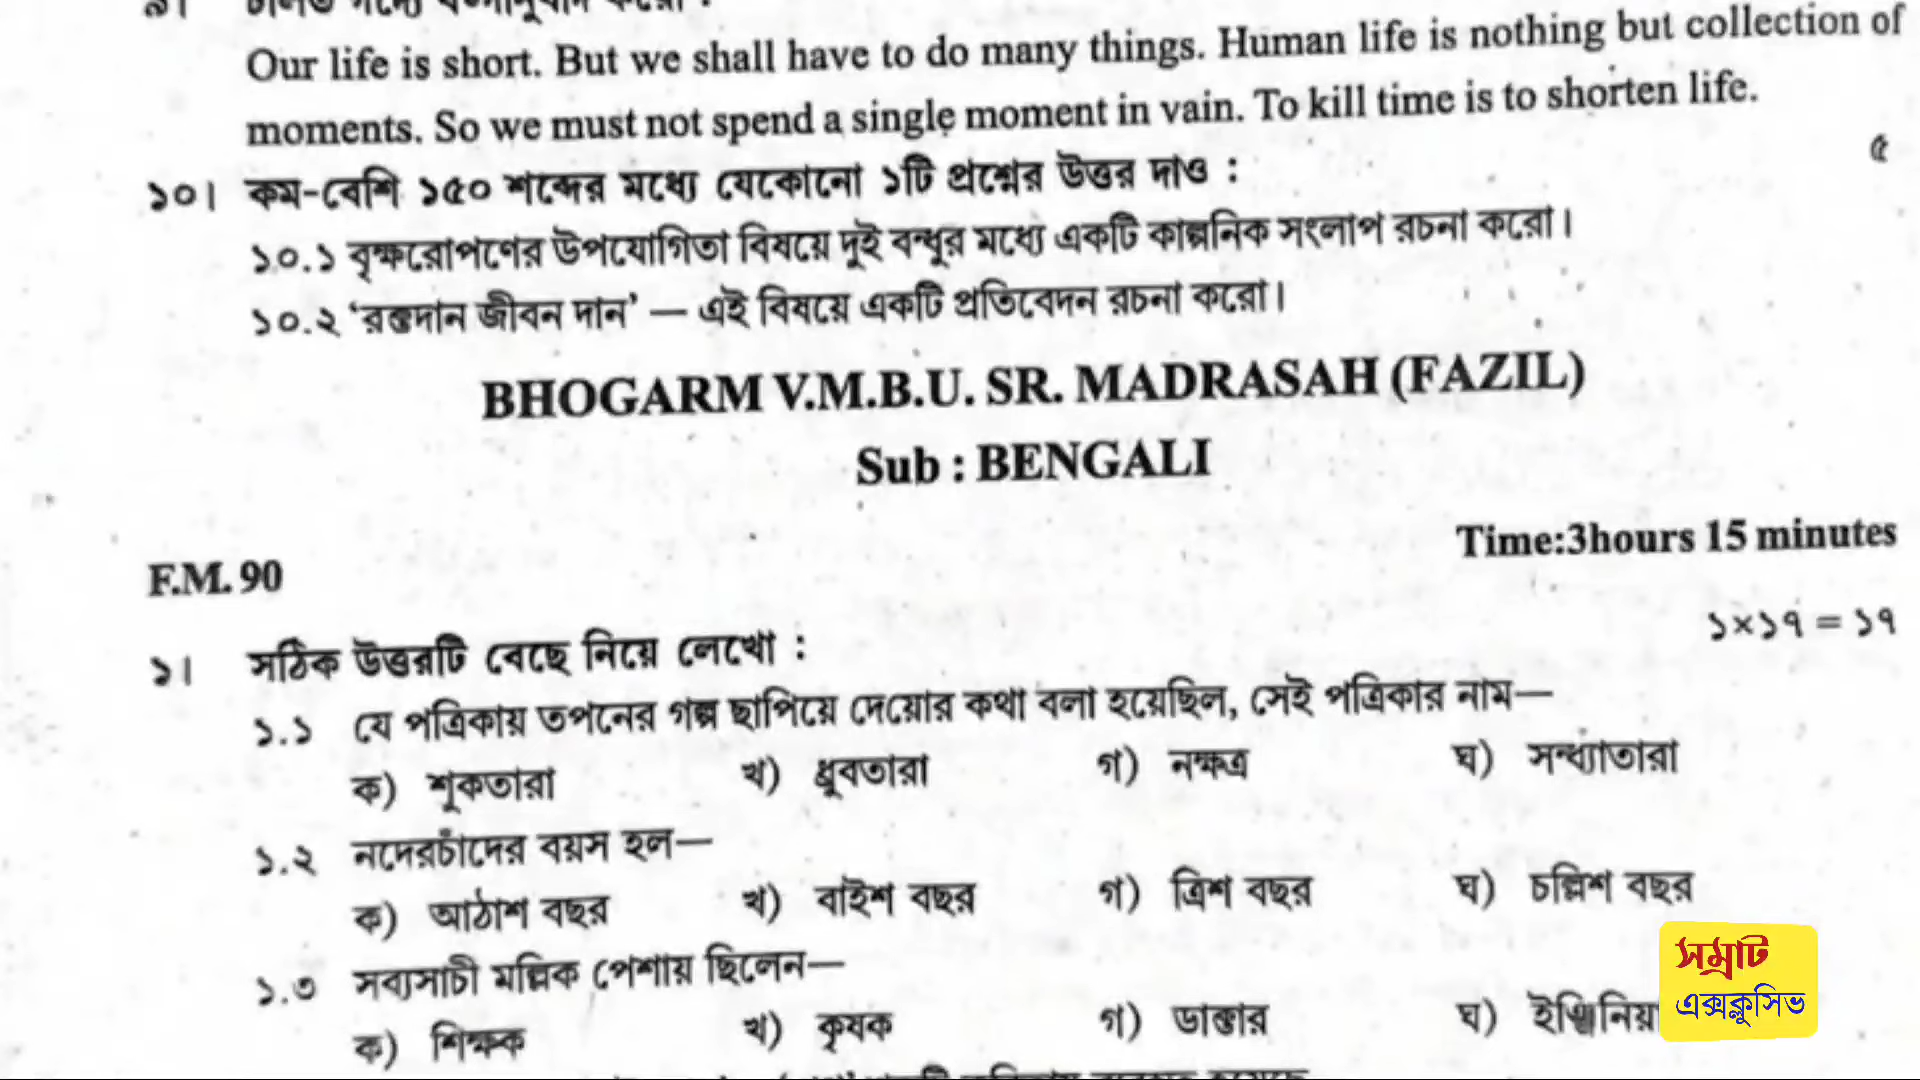 ৯। চলিত গদ্যে বঙ্গানুবাদ করো :
Our life is short. But we shall have to do many things. Human life is nothing but collection of
moments. So we must not spend a single moment in vain. To kill time is to shorten life.
৫
১০। কম-বেশি ১৫০ শব্দের মধ্যে যেকোনো ১টি প্রশ্নের উত্তর দাও :
১০.১ বৃক্ষরোপণের উপযোগিতা বিষয়ে দুই বন্ধুর মধ্যে একটি কাল্পনিক সংলাপ রচনা করো।
১০.২ ‘রক্তদান জীবন দান’ — এই বিষয়ে একটি প্রতিবেদন রচনা করো।
BHOGARM V.M.B.U. SR. MADRASAH (FAZIL)
Sub : BENGALI
Time:3hours 15 minutes
F.M. 90
১×১৭ = ১৭
১। সঠিক উত্তরটি বেছে নিয়ে লেখো :
১.১ যে পত্রিকায় তপনের গল্প ছাপিয়ে দেয়োর কথা বলা হয়েছিল, সেই পত্রিকার নাম—
ক) শুকতারা খ) ধ্রুবতারা গ) নক্ষত্র ঘ) সন্ধ্যাতারা
১.২ নদেরচাঁদের বয়স হল—
ক) আঠাশ বছর খ) বাইশ বছর গ) ত্রিশ বছর ঘ) চল্লিশ বছর
১.৩ সব্যসাচী মল্লিক পেশায় ছিলেন—
ক) শিক্ষক খ) কৃষক গ) ডাক্তার ঘ) ইঞ্জিনিয়
সম্রাট
এক্সক্লুসিভ